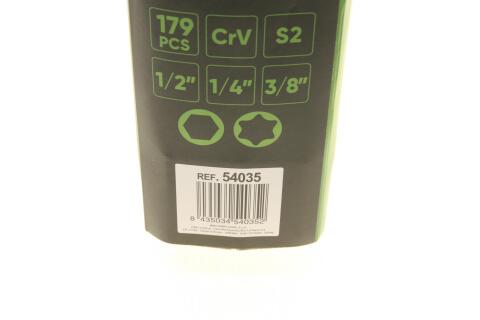 179 PCS CrV S2
1/2" 1/4" 3/8"
REF. 54035
8 435034 540352